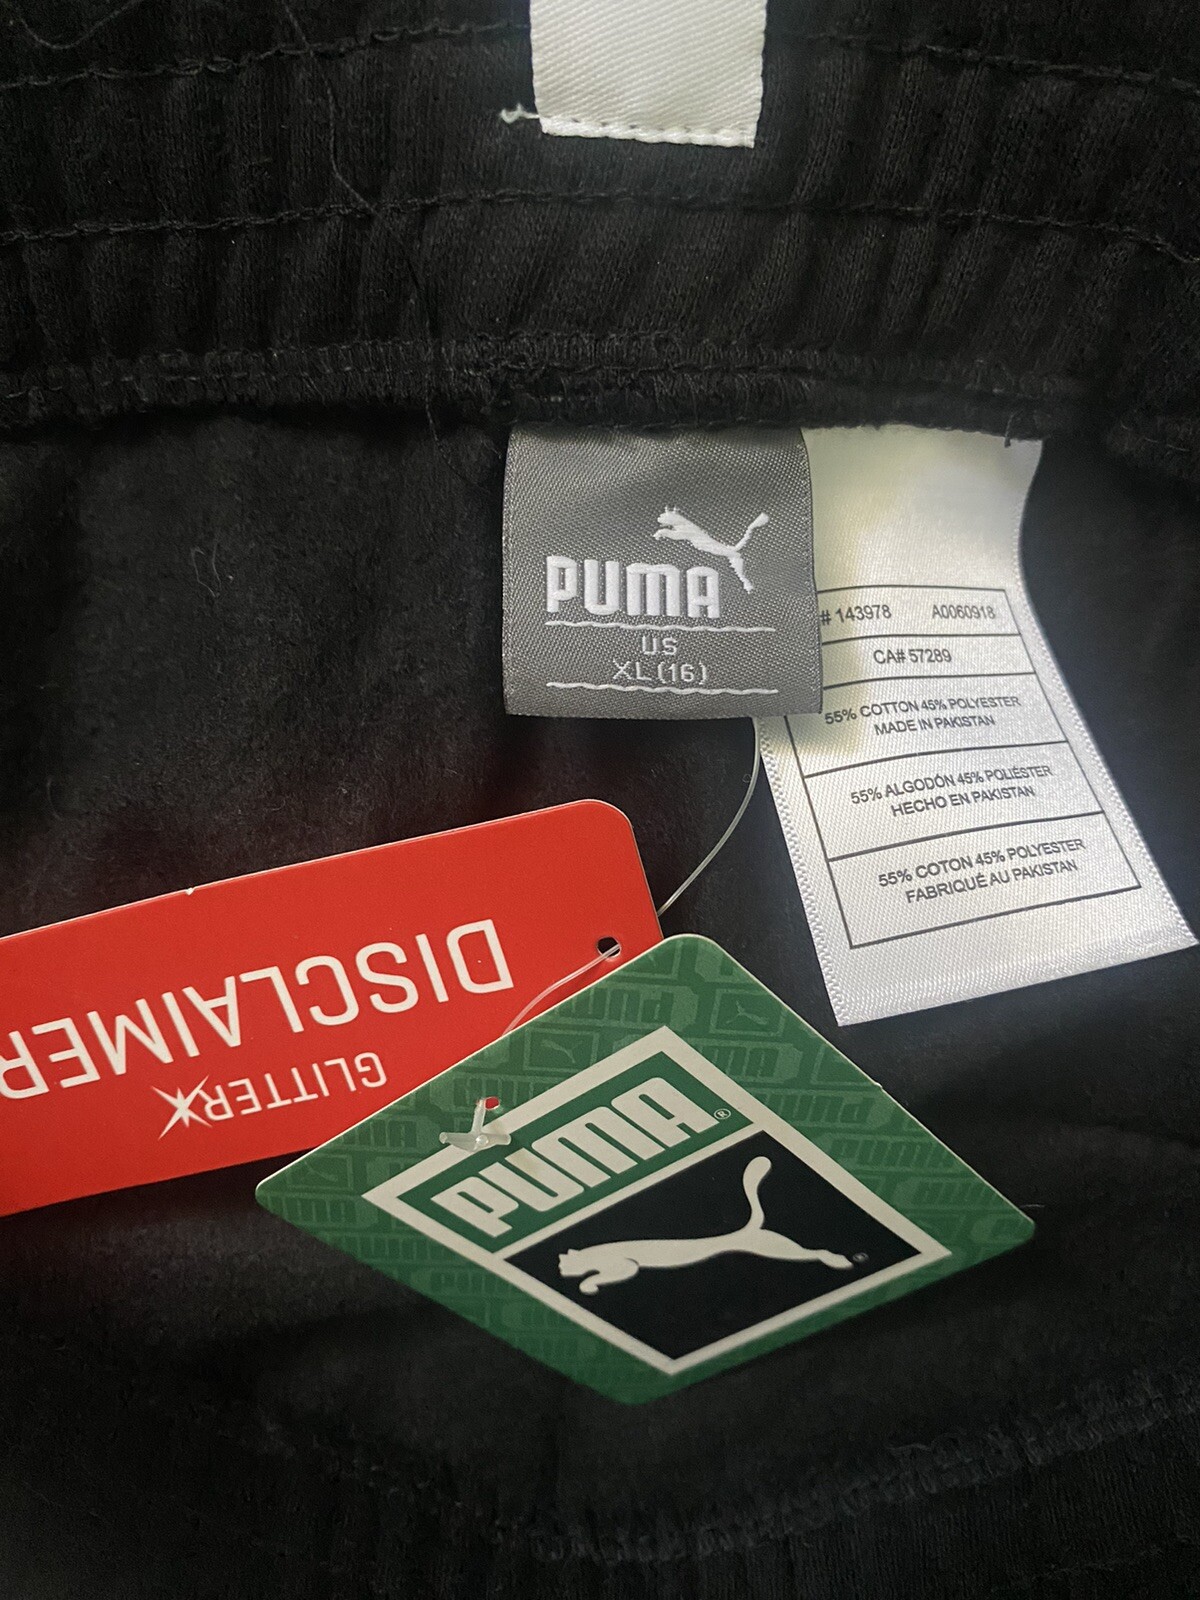 PUMA
US
XL (16)
# 143978 A0060918
CA# 57289
55% COTTON 45% POLYESTER
MADE IN PAKISTAN
55% ALGODÓN 45% POLIÉSTER
HECHO EN PAKISTAN
55% COTON 45% POLYESTER
FABRIQUÉ AU PAKISTAN
GLITTER
DISCLAIMER
PUMA®